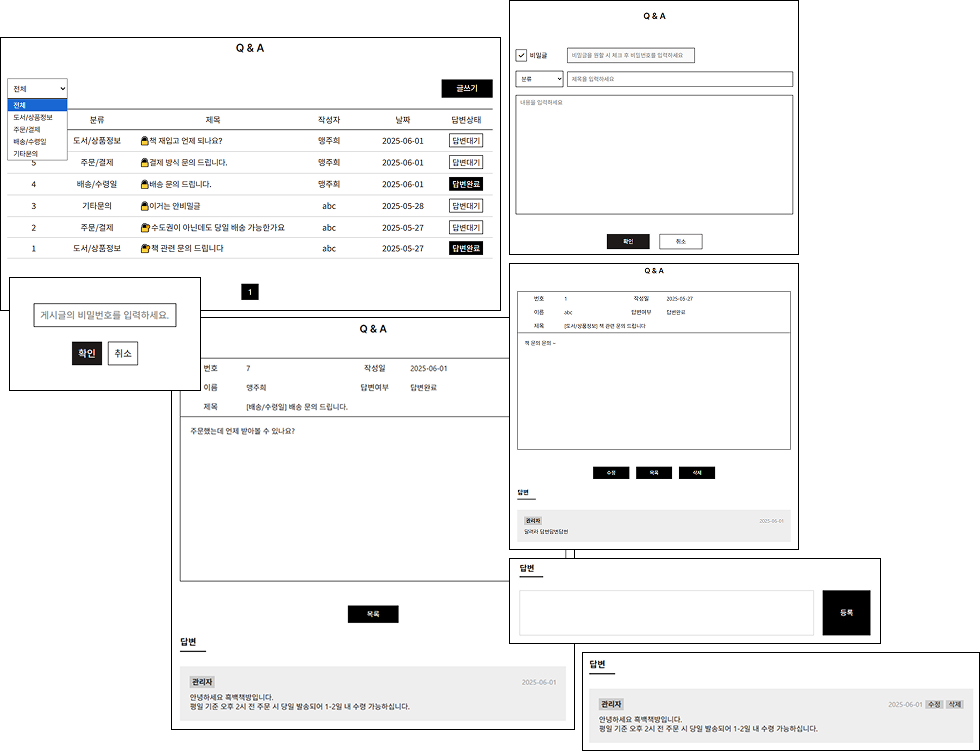 Q & A
전체
글쓰기
전체
도서/상품정보
주문/결제
배송/수령일
기타문의
분류 제목 작성자 날짜 답변상태
도서/상품정보 책 재입고 언제 되나요? 맹주희 2025-06-01 답변대기
5 주문/결제 결제 방식 문의 드립니다. 맹주희 2025-06-01 답변대기
4 배송/수령일 배송 문의 드립니다. 맹주희 2025-06-01 답변완료
3 기타문의 이거는 안비밀글 abc 2025-05-28 답변대기
2 주문/결제 수도권이 아닌데도 당일 배송 가능한가요 abc 2025-05-27 답변대기
1 도서/상품정보 책 관련 문의 드립니다 abc 2025-05-27 답변완료
1
게시글의 비밀번호를 입력하세요.
확인 취소
Q & A
번호 7 작성일 2025-06-01
이름 맹주희 답변여부 답변완료
제목 [배송/수령일] 배송 문의 드립니다.
주문했는데 언제 받아볼 수 있나요?
목록
답변
관리자 2025-06-01
안녕하세요 흑백책방입니다.
평일 기준 오후 2시 전 주문 시 당일 발송되어 1-2일 내 수령 가능하십니다.
Q & A
비밀글 비밀글을 원할 시 체크 후 비밀번호를 입력하세요
분류 제목을 입력하세요
내용을 입력하세요
확인 취소
Q & A
번호 1 작성일 2025-05-27
이름 abc 답변여부 답변완료
제목 [도서/상품정보] 책 관련 문의 드립니다
책 문의 문의 ~
수정 목록 삭제
답변
관리자 2025-06-01
답변
등록
답변
관리자 2025-06-01 수정 삭제
안녕하세요 흑백책방입니다.
평일 기준 오후 2시 전 주문 시 당일 발송되어 1-2일 내 수령 가능하십니다.